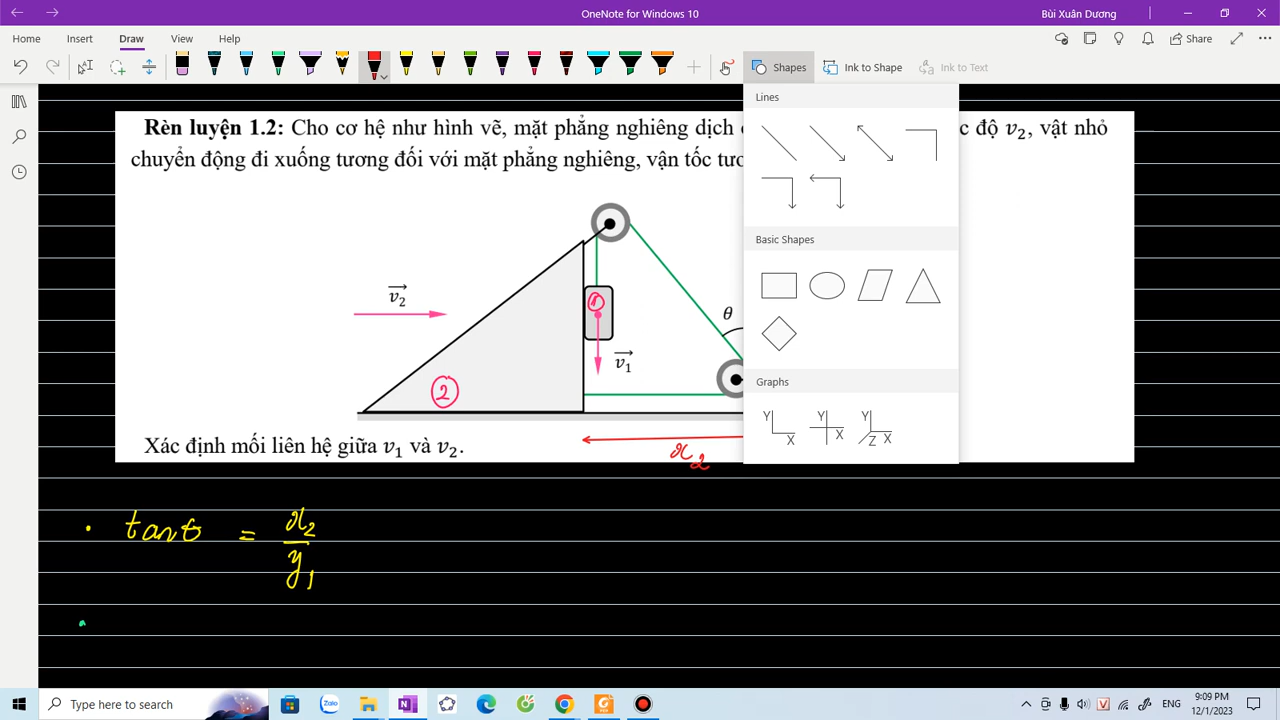 OneNote for Windows 10
Bùi Xuân Dương
Home
Insert
Draw
View
Help
Share
Shapes
Ink to Shape
Ink to Text
Lines
Basic Shapes
Graphs
Y
X
Y
X
Y
Z
X
Rèn luyện 1.2: Cho cơ hệ như hình vẽ, mặt phẳng nghiêng dịch độ v₂, vật nhỏ
chuyển động đi xuống tương đối với mặt phẳng nghiêng, vận tốc
v₂
1
θ
v₁
2
Xác định mối liên hệ giữa v₁ và v₂.
x₂
tanθ = x₂ / y₁
Type here to search
Zalo
V
ENG
9:09 PM
12/1/2023